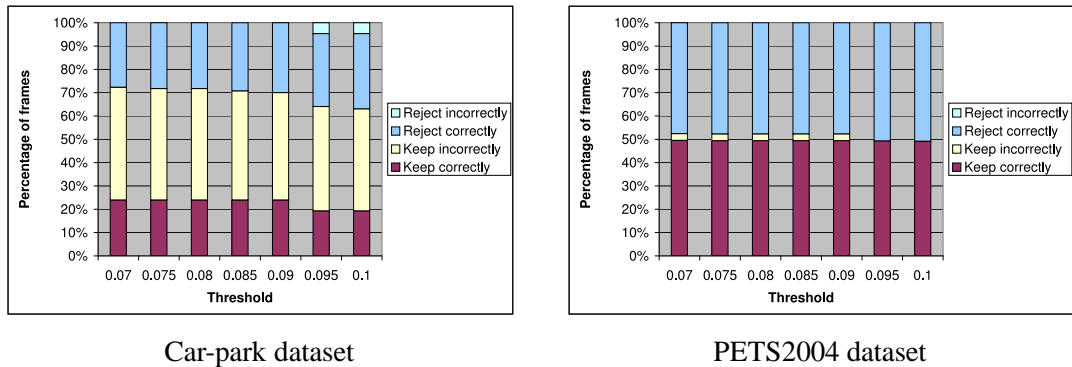 100%
90%
80%
70%
60%
50%
40%
30%
20%
10%
0%
Percentage of frames
0.07 0.075 0.08 0.085 0.09 0.095 0.1
Threshold
Reject incorrectly
Reject correctly
Keep incorrectly
Keep correctly
Car-park dataset
100%
90%
80%
70%
60%
50%
40%
30%
20%
10%
0%
Percentage of frames
0.07 0.075 0.08 0.085 0.09 0.095 0.1
Threshold
Reject incorrectly
Reject correctly
Keep incorrectly
Keep correctly
PETS2004 dataset